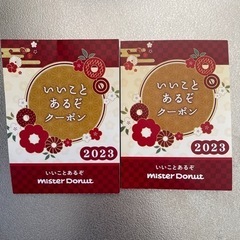 いいこと
あるぞ
クーポン
2023
いいことあるぞ
mister Donut
いいこと
あるぞ
クーポン
2023
いいことあるぞ
mister Donut